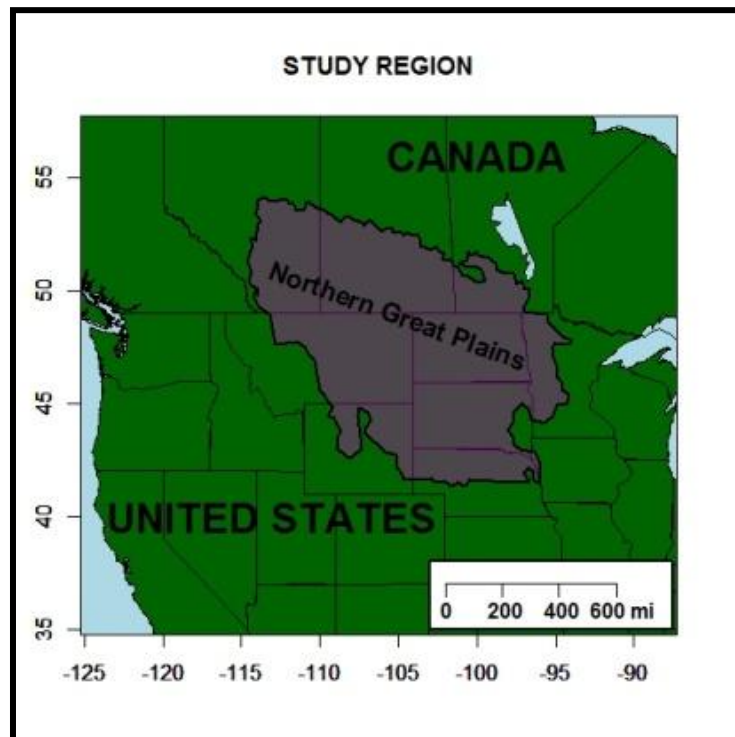 STUDY REGION
CANADA
Northern Great Plains
UNITED STATES
0 200 400 600 mi
55
50
45
40
35
-125 -120 -115 -110 -105 -100 -95 -90